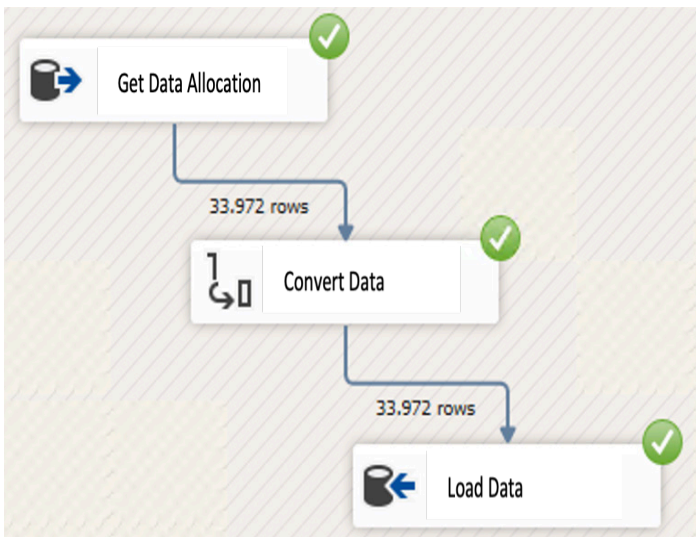 Get Data Allocation
33.972 rows
Convert Data
33.972 rows
Load Data